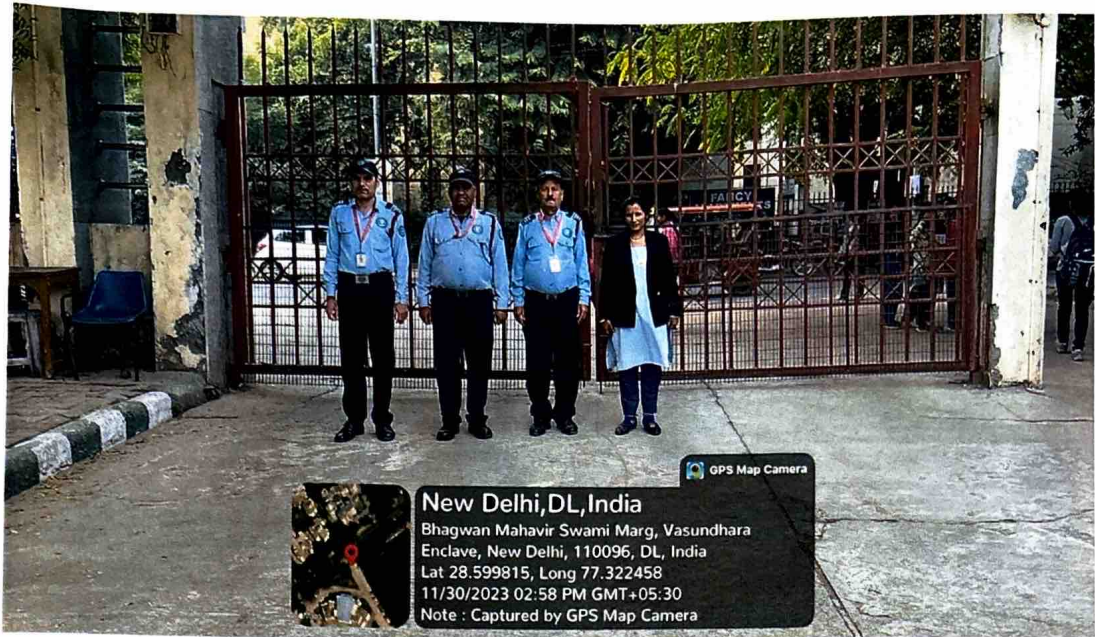 FANCY
GPS Map Camera
New Delhi,DL,India
Bhagwan Mahavir Swami Marg, Vasundhara
Enclave, New Delhi, 110096, DL, India
Lat 28.599815, Long 77.322458
11/30/2023 02:58 PM GMT+05:30
Note : Captured by GPS Map Camera